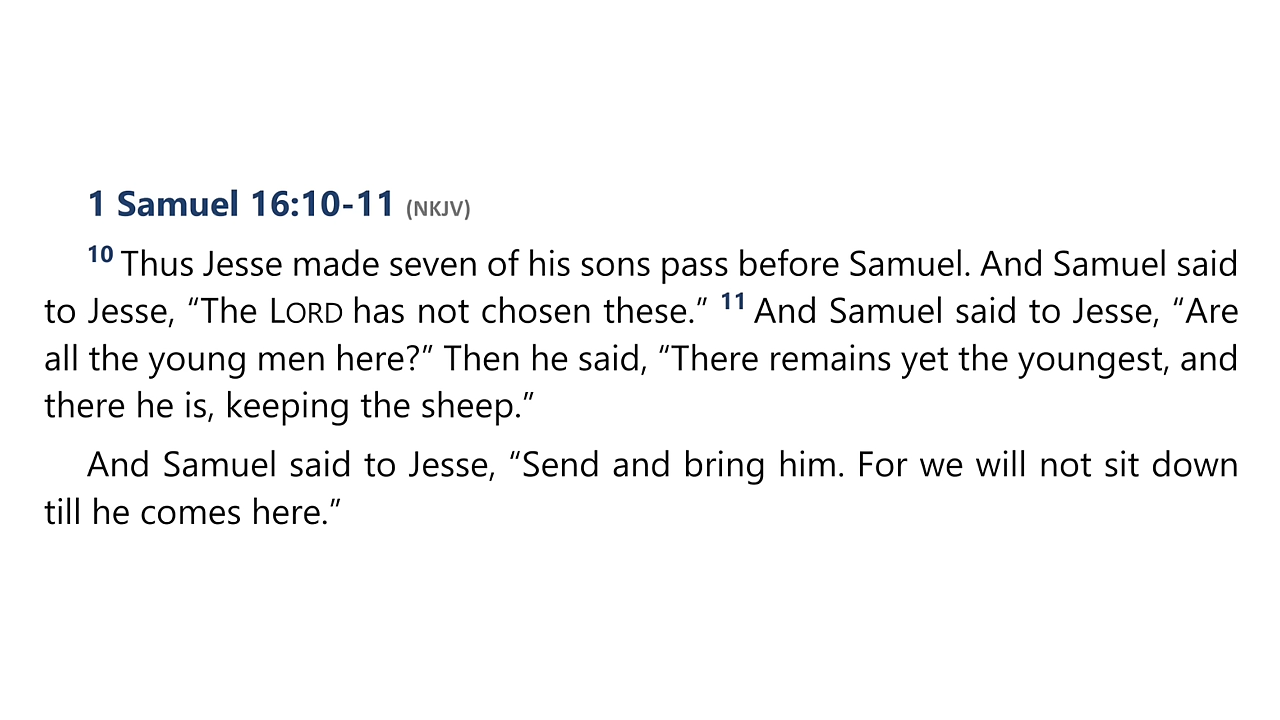 1 Samuel 16:10-11 (NKJV)
10 Thus Jesse made seven of his sons pass before Samuel. And Samuel said
to Jesse, “The LORD has not chosen these.” 11 And Samuel said to Jesse, “Are
all the young men here?” Then he said, “There remains yet the youngest, and
there he is, keeping the sheep.”
And Samuel said to Jesse, “Send and bring him. For we will not sit down
till he comes here.”